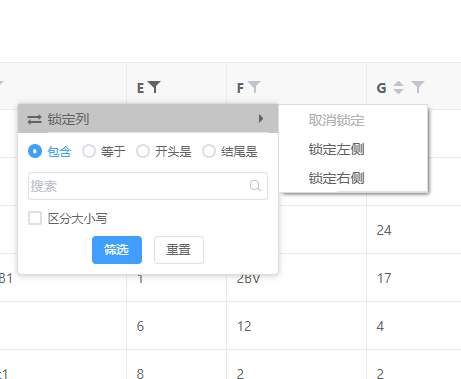 E F G
锁定列
取消锁定
锁定左侧
锁定右侧
包含 等于 开头是 结尾是
搜索
区分大小写
筛选 重置
24
B1 1 2BV 17
6 12 4
1 8 2 2